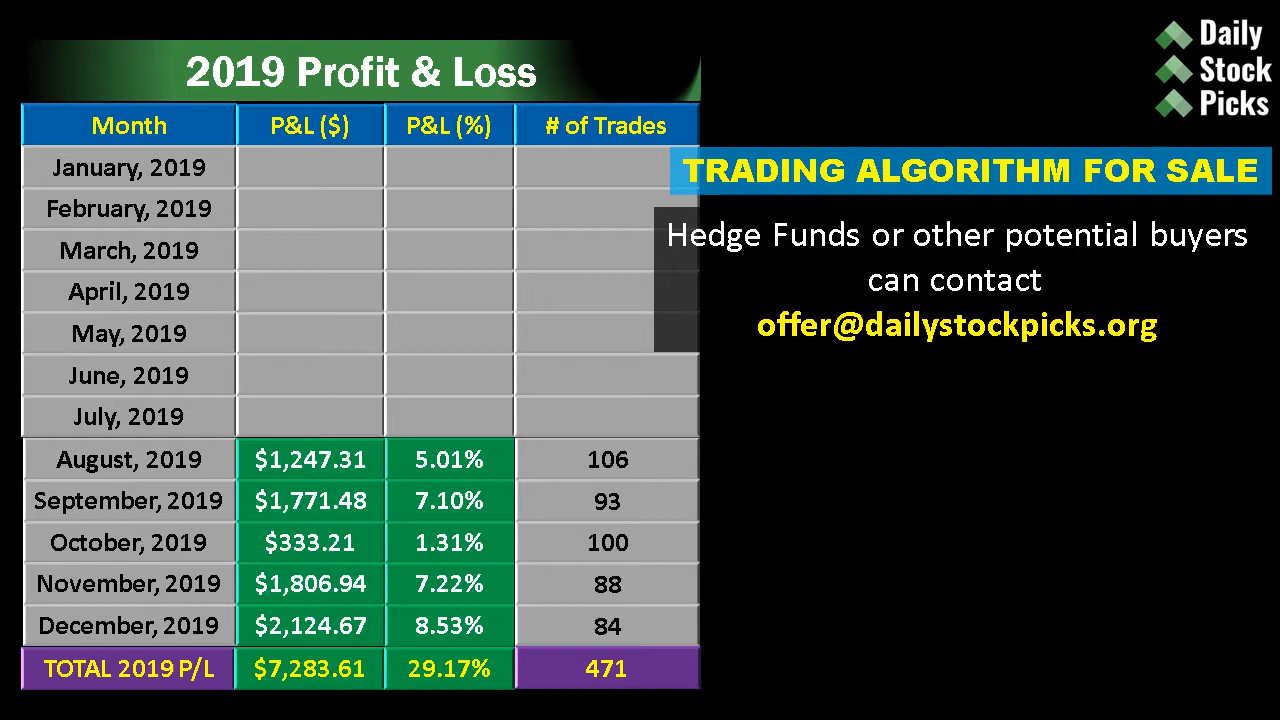 Daily
Stock
Picks
2019 Profit & Loss
Month P&L ($) P&L (%) # of Trades
January, 2019
February, 2019
March, 2019
April, 2019
May, 2019
June, 2019
July, 2019
August, 2019 $1,247.31 5.01% 106
September, 2019 $1,771.48 7.10% 93
October, 2019 $333.21 1.31% 100
November, 2019 $1,806.94 7.22% 88
December, 2019 $2,124.67 8.53% 84
TOTAL 2019 P/L $7,283.61 29.17% 471
TRADING ALGORITHM FOR SALE
Hedge Funds or other potential buyers
can contact
offer@dailystockpicks.org